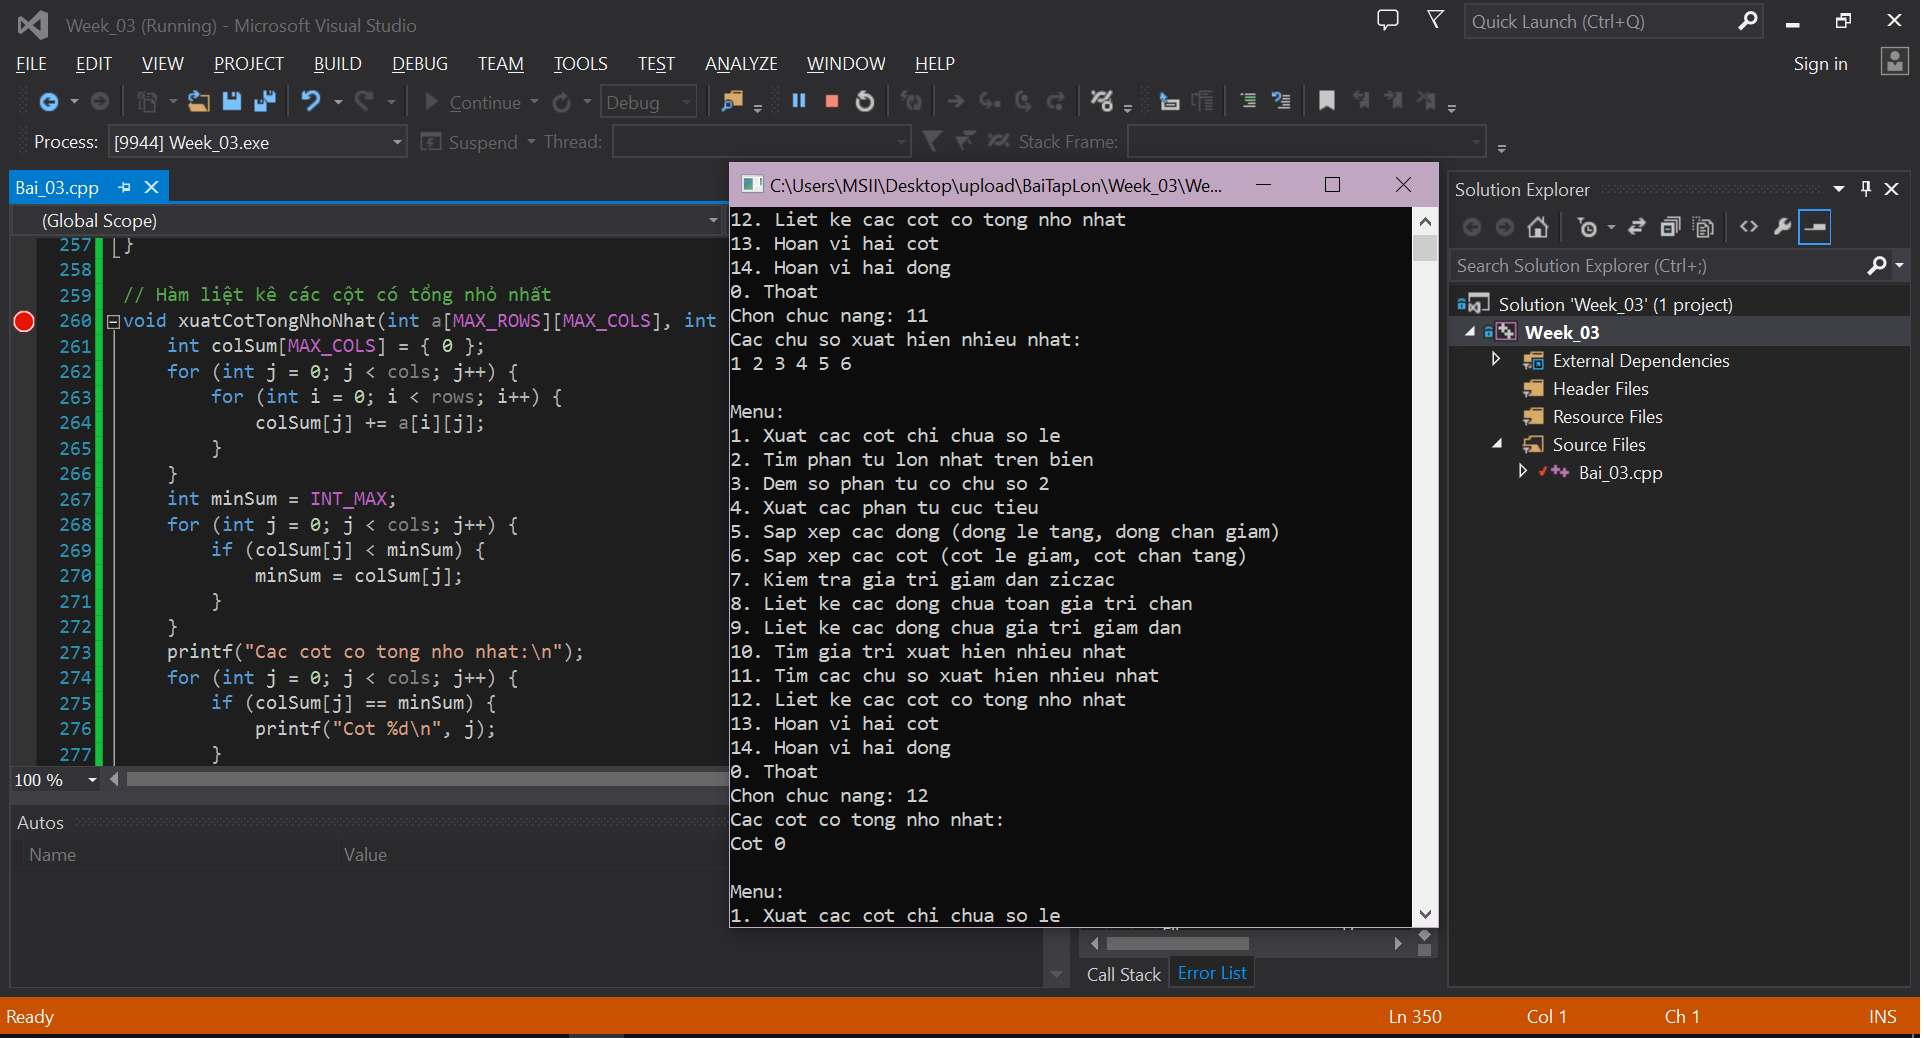 Week_03 (Running) - Microsoft Visual Studio
Quick Launch (Ctrl+Q)
FILE EDIT VIEW PROJECT BUILD DEBUG TEAM TOOLS TEST ANALYZE WINDOW HELP
Sign in
Continue
Debug
Process: [9944] Week_03.exe
Suspend
Thread:
Stack Frame:
Bai_03.cpp
(Global Scope)
257 }
258
259 // Hàm liệt kê các cột có tổng nhỏ nhất
260 void xuatCotTongNhoNhat(int a[MAX_ROWS][MAX_COLS], int
261 int colSum[MAX_COLS] = { 0 };
262 for (int j = 0; j < cols; j++) {
263 for (int i = 0; i < rows; i++) {
264 colSum[j] += a[i][j];
265 }
266 }
267 int minSum = INT_MAX;
268 for (int j = 0; j < cols; j++) {
269 if (colSum[j] < minSum) {
270 minSum = colSum[j];
271 }
272 }
273 printf("Cac cot co tong nho nhat:\n");
274 for (int j = 0; j < cols; j++) {
275 if (colSum[j] == minSum) {
276 printf("Cot %d\n", j);
277 }
100 %
Autos
Name Value
C:\Users\MSII\Desktop\upload\BaiTapLon\Week_03\We...
12. Liet ke cac cot co tong nho nhat
13. Hoan vi hai cot
14. Hoan vi hai dong
0. Thoat
Chon chuc nang: 11
Cac chu so xuat hien nhieu nhat:
1 2 3 4 5 6
Menu:
1. Xuat cac cot chi chua so le
2. Tim phan tu lon nhat tren bien
3. Dem so phan tu co chu so 2
4. Xuat cac phan tu cuc tieu
5. Sap xep cac dong (dong le tang, dong chan giam)
6. Sap xep cac cot (cot le giam, cot chan tang)
7. Kiem tra gia tri giam dan ziczac
8. Liet ke cac dong chua toan gia tri chan
9. Liet ke cac dong chua gia tri giam dan
10. Tim gia tri xuat hien nhieu nhat
11. Tim cac chu so xuat hien nhieu nhat
12. Liet ke cac cot co tong nho nhat
13. Hoan vi hai cot
14. Hoan vi hai dong
0. Thoat
Chon chuc nang: 12
Cac cot co tong nho nhat:
Cot 0
Menu:
1. Xuat cac cot chi chua so le
Call Stack
Error List
Solution Explorer
Search Solution Explorer (Ctrl+;)
Solution 'Week_03' (1 project)
Week_03
External Dependencies
Header Files
Resource Files
Source Files
Bai_03.cpp
Ready
Ln 350 Col 1 Ch 1 INS